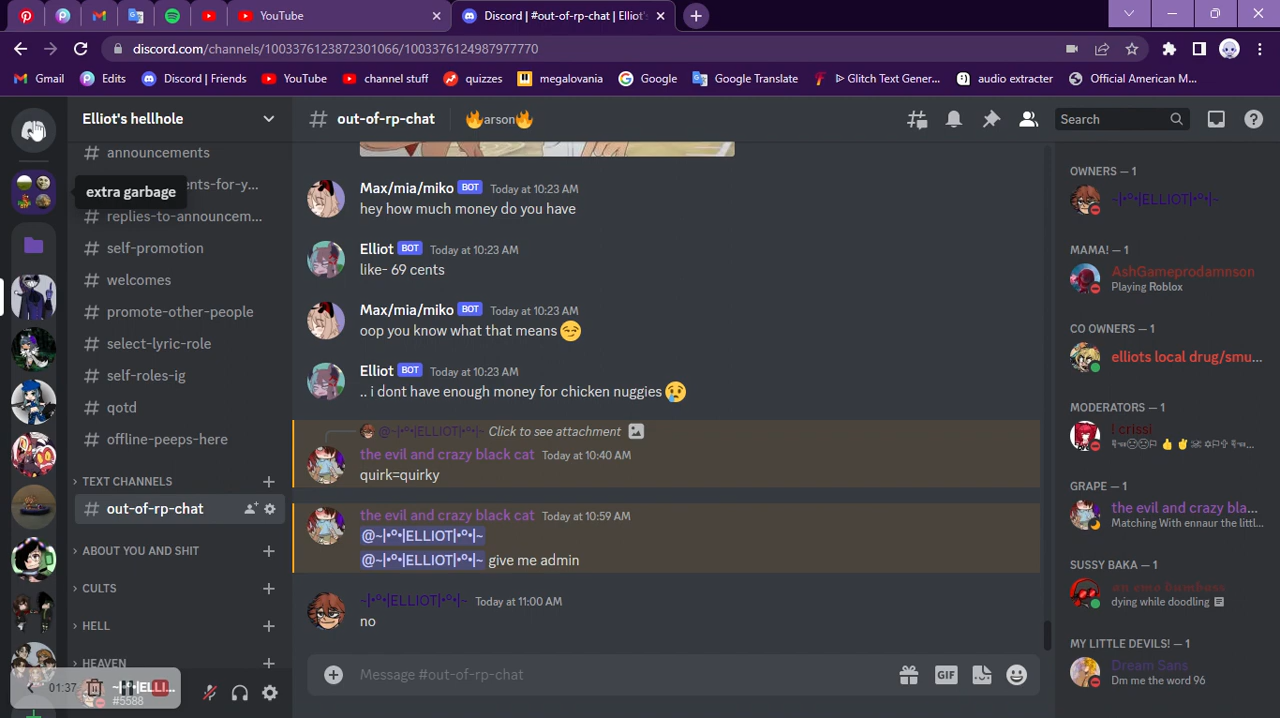 YouTube
Discord | #out-of-rp-chat | Elliot's
discord.com/channels/1003376123872301066/1003376124987977770
Gmail
Edits
Discord | Friends
YouTube
channel stuff
quizzes
megalovania
Google
Google Translate
Glitch Text Gener...
audio extracter
Official American M...
Elliot's hellhole
# announcements
ents-for-y...
extra garbage
# replies-to-announcem...
# self-promotion
# welcomes
# promote-other-people
# select-lyric-role
# self-roles-ig
# qotd
# offline-peeps-here
TEXT CHANNELS
# out-of-rp-chat
ABOUT YOU AND SHIT
CULTS
HELL
HEAVEN
01:37
~|•º•|ELLI...
#5588
# out-of-rp-chat
🔥arson🔥
Search
Max/mia/miko BOT Today at 10:23 AM
hey how much money do you have
Elliot BOT Today at 10:23 AM
like- 69 cents
Max/mia/miko BOT Today at 10:23 AM
oop you know what that means 😏
Elliot BOT Today at 10:23 AM
.. i dont have enough money for chicken nuggies 😢
@~|•º•|ELLIOT|•º•|~ Click to see attachment
the evil and crazy black cat Today at 10:40 AM
quirk=quirky
the evil and crazy black cat Today at 10:59 AM
@~|•º•|ELLIOT|•º•|~
@~|•º•|ELLIOT|•º•|~ give me admin
~|•º•|ELLIOT|•º•|~ Today at 11:00 AM
no
Message #out-of-rp-chat
GIF
OWNERS — 1
~|•º•|ELLIOT|•º•|~
MAMA! — 1
AshGameprodamnson
Playing Roblox
CO OWNERS — 1
elliots local drug/smu...
MODERATORS — 1
! criss!
GRAPE — 1
the evil and crazy bla...
Matching With ennaur the littl...
SUSSY BAKA — 1
dying while doodling
MY LITTLE DEVILS! — 1
Dream Sans
Dm me the word 96